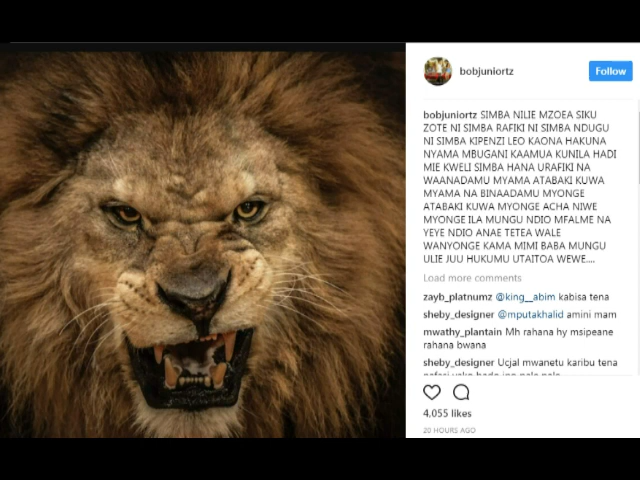 bobjuniortz
Follow
bobjuniortz SIMBA NILIE MZOEA SIKU
ZOTE NI SIMBA RAFIKI NI SIMBA NDUGU
NI SIMBA KIPENZI LEO KAONA HAKUNA
NYAMA MBUGANI KAAMUA KUNILA HADI
MIE KWELI SIMBA HANA URAFIKI NA
WAANADAMU MYAMA ATABAKI KUWA
MYAMA NA BINAADAMU MYONGE
ATABAKI KUWA MYONGE ACHA NIWE
MYONGE ILA MUNGU NDIO MFALME NA
YEYE NDIO ANAE TETEA WALE
WANYONGE KAMA MIMI BABA MUNGU
ULIE JUU HUKUMU UTAITOA WEWE....
Load more comments
zayb_platnumz @king__abim kabisa tena
sheby_designer @mputakhalid amini mam
mwathy_plantain Mh rahana hy msipeane
rahana bwana
sheby_designer Ucjal mwanetu karibu tena
4,055 likes
20 HOURS AGO